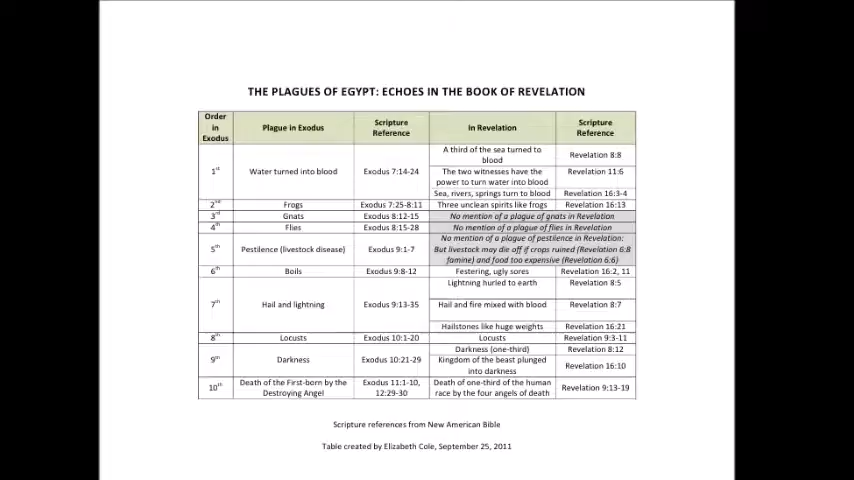 THE PLAGUES OF EGYPT: ECHOES IN THE BOOK OF REVELATION
Order in Exodus Plague in Exodus Scripture Reference In Revelation Scripture Reference
1st Water turned into blood Exodus 7:14-24 A third of the sea turned to blood Revelation 8:8
The two witnesses have the power to turn water into blood Revelation 11:6
Sea, rivers, springs turn to blood Revelation 16:3-4
2nd Frogs Exodus 7:25-8:11 Three unclean spirits like frogs Revelation 16:13
3rd Gnats Exodus 8:12-15 No mention of a plague of gnats in Revelation
4th Flies Exodus 8:15-28 No mention of a plague of flies in Revelation
5th Pestilence (livestock disease) Exodus 9:1-7 No mention of a plague of pestilence in Revelation: But livestock may die off if crops ruined (Revelation 6:8 famine) and food too expensive (Revelation 6:6)
6th Boils Exodus 9:8-12 Festering, ugly sores Revelation 16:2, 11
7th Hail and lightning Exodus 9:13-35 Lightning hurled to earth Revelation 8:5
Hail and fire mixed with blood Revelation 8:7
Hailstones like huge weights Revelation 16:21
8th Locusts Exodus 10:1-20 Locusts Revelation 9:3-11
9th Darkness Exodus 10:21-29 Darkness (one-third) Revelation 8:12
Kingdom of the beast plunged into darkness Revelation 16:10
10th Death of the First-born by the Destroying Angel Exodus 11:1-10, 12:29-30 Death of one-third of the human race by the four angels of death Revelation 9:13-19
Scripture references from New American Bible
Table created by Elizabeth Cole, September 25, 2011